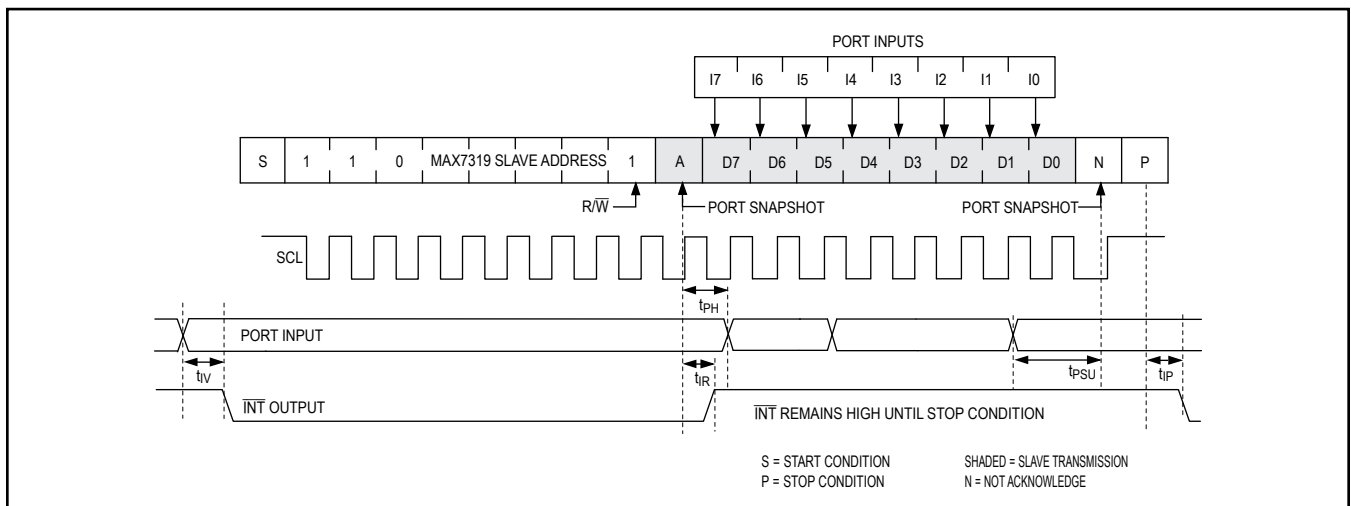 PORT INPUTS
I7 I6 I5 I4 I3 I2 I1 I0
S 1 1 0 MAX7319 SLAVE ADDRESS 1 A D7 D6 D5 D4 D3 D2 D1 D0 N P
R/W̅ PORT SNAPSHOT PORT SNAPSHOT
SCL
tPH
PORT INPUT
tIV tIR tPSU tIP
I̅N̅T̅ OUTPUT I̅N̅T̅ REMAINS HIGH UNTIL STOP CONDITION
S = START CONDITION SHADED = SLAVE TRANSMISSION
P = STOP CONDITION N = NOT ACKNOWLEDGE